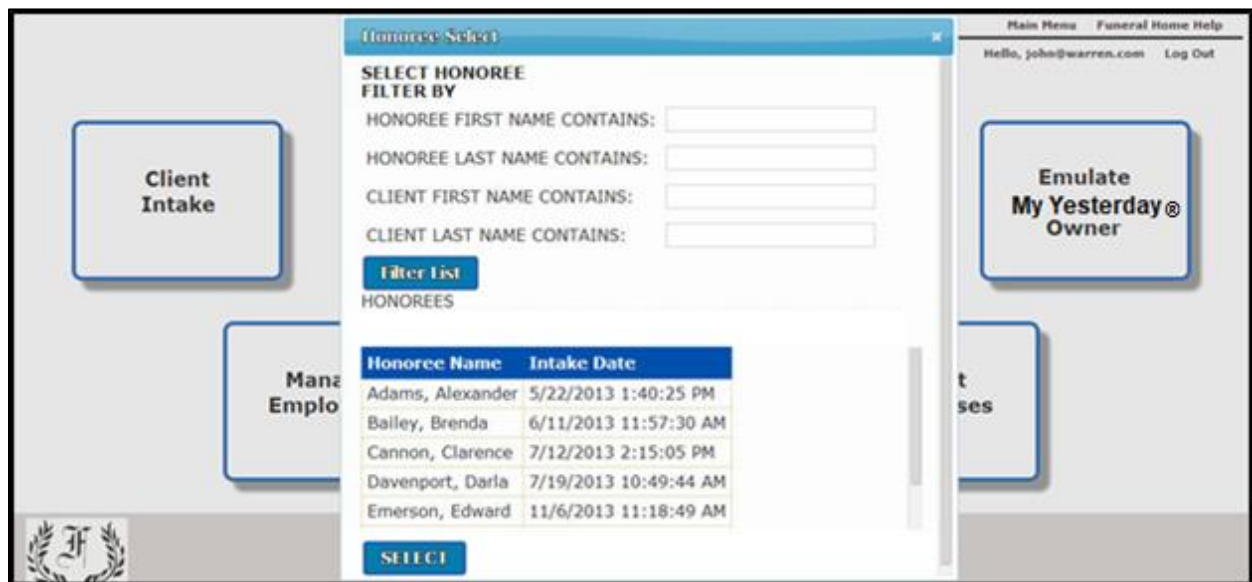 Main Menu Funeral Home Help
Hello, john@warren.com Log Out
Honoree Select
SELECT HONOREE
FILTER BY
HONOREE FIRST NAME CONTAINS:
HONOREE LAST NAME CONTAINS:
CLIENT FIRST NAME CONTAINS:
CLIENT LAST NAME CONTAINS:
Filter List
HONOREES
Honoree Name Intake Date
Adams, Alexander 5/22/2013 1:40:25 PM
Bailey, Brenda 6/11/2013 11:57:30 AM
Cannon, Clarence 7/12/2013 2:15:05 PM
Davenport, Darla 7/19/2013 10:49:44 AM
Emerson, Edward 11/6/2013 11:18:49 AM
SELECT
Client
Intake
Emulate
My Yesterday®
Owner
Mana
Emplo
t
ses
F